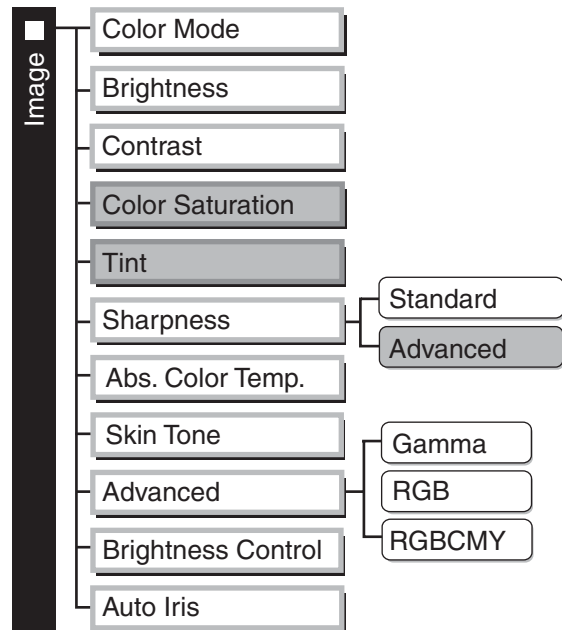 Image
Color Mode
Brightness
Contrast
Color Saturation
Tint
Sharpness
Standard
Advanced
Abs. Color Temp.
Skin Tone
Advanced
Gamma
RGB
RGBCMY
Brightness Control
Auto Iris